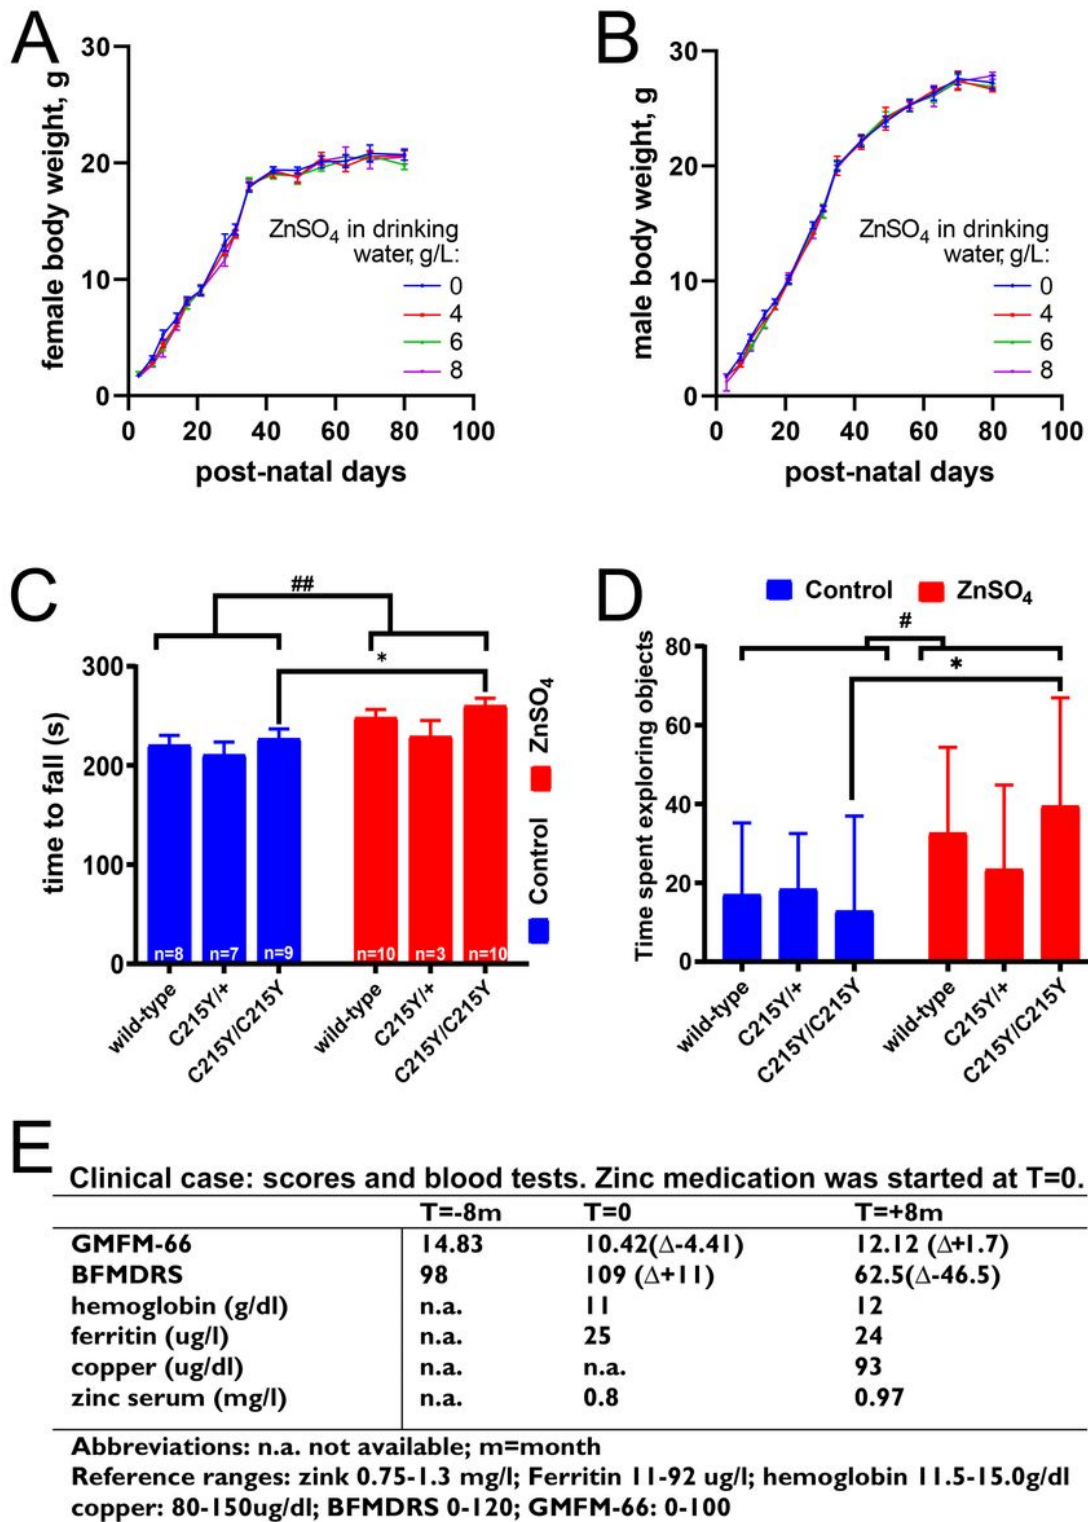 A
female body weight, g
30
20
10
0
ZnSO4 in drinking
water, g/L:
0
4
6
8
0 20 40 60 80 100
post-natal days
B
male body weight, g
30
20
10
0
ZnSO4 in drinking
water, g/L:
0
4
6
8
0 20 40 60 80 100
post-natal days
C
##
*
time to fall (s)
300
200
100
0
n=8 n=7 n=9 n=10 n=3 n=10
wild-type C215Y/+ C215Y/C215Y wild-type C215Y/+ C215Y/C215Y
Control ZnSO4
D
Control ZnSO4
#
*
Time spent exploring objects
80
60
40
20
0
wild-type C215Y/+ C215Y/C215Y wild-type C215Y/+ C215Y/C215Y
E
Clinical case: scores and blood tests. Zinc medication was started at T=0.
T=-8m T=0 T=+8m
GMFM-66 14.83 10.42(Δ-4.41) 12.12 (Δ+1.7)
BFMDRS 98 109 (Δ+11) 62.5(Δ-46.5)
hemoglobin (g/dl) n.a. 11 12
ferritin (ug/l) n.a. 25 24
copper (ug/dl) n.a. n.a. 93
zinc serum (mg/l) n.a. 0.8 0.97
Abbreviations: n.a. not available; m=month
Reference ranges: zink 0.75-1.3 mg/l; Ferritin 11-92 ug/l; hemoglobin 11.5-15.0g/dl
copper: 80-150ug/dl; BFMDRS 0-120; GMFM-66: 0-100